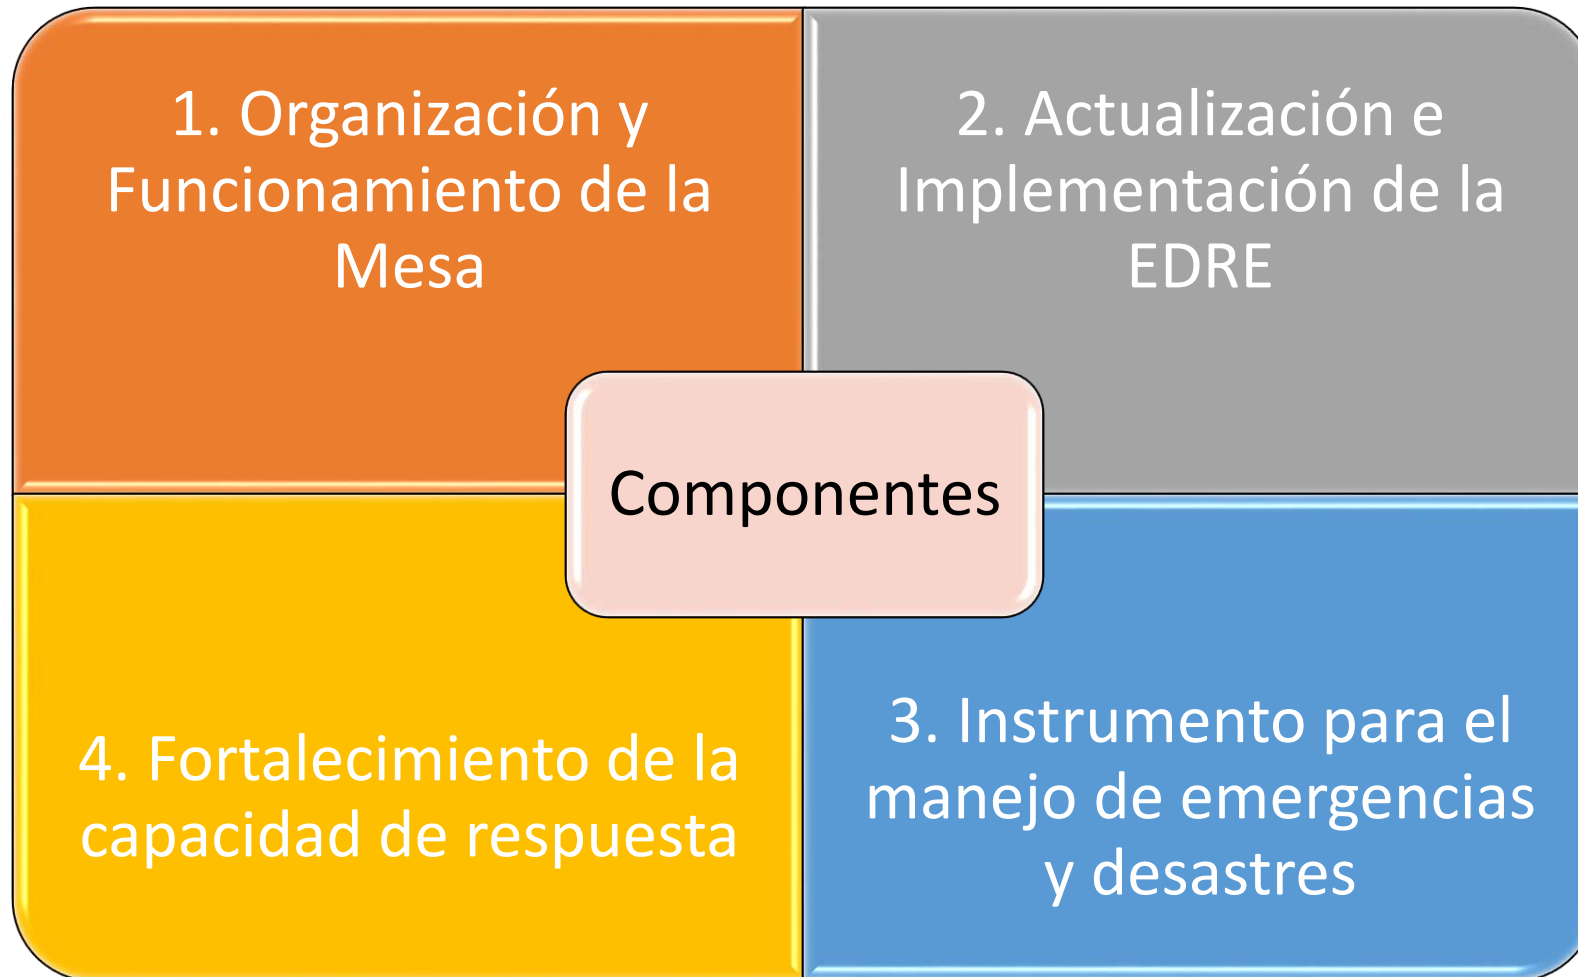 1. Organización y
Funcionamiento de la
Mesa
2. Actualización e
Implementación de la
EDRE
Componentes
4. Fortalecimiento de la
capacidad de respuesta
3. Instrumento para el
manejo de emergencias
y desastres